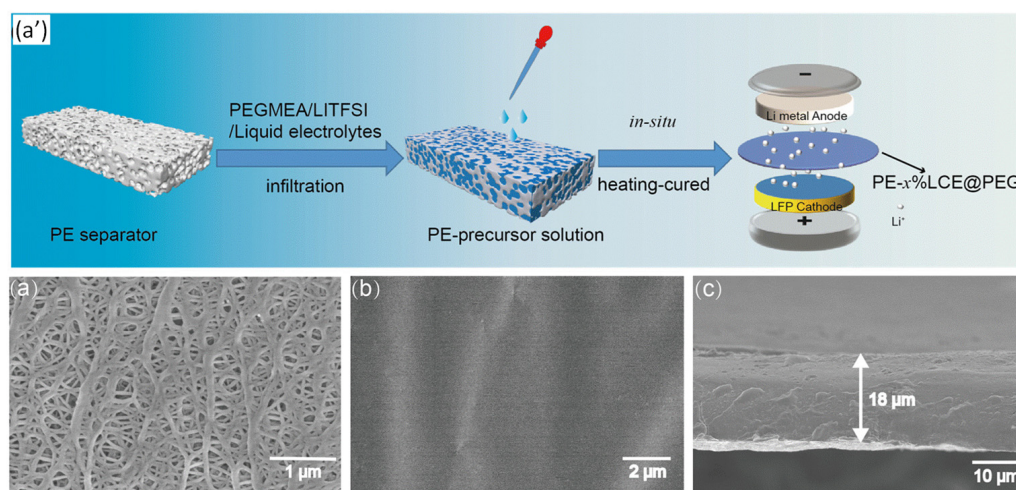 (a')
PEGMEA/LITFSI
/Liquid electrolytes
infiltration
in-situ
heating-cured
PE separator
PE-precursor solution
-
Li metal Anode
PE-x%LCE@PEG
LFP Cathode
Li⁺
+
(a)
1 μm
(b)
2 μm
(c)
18 μm
10 μm